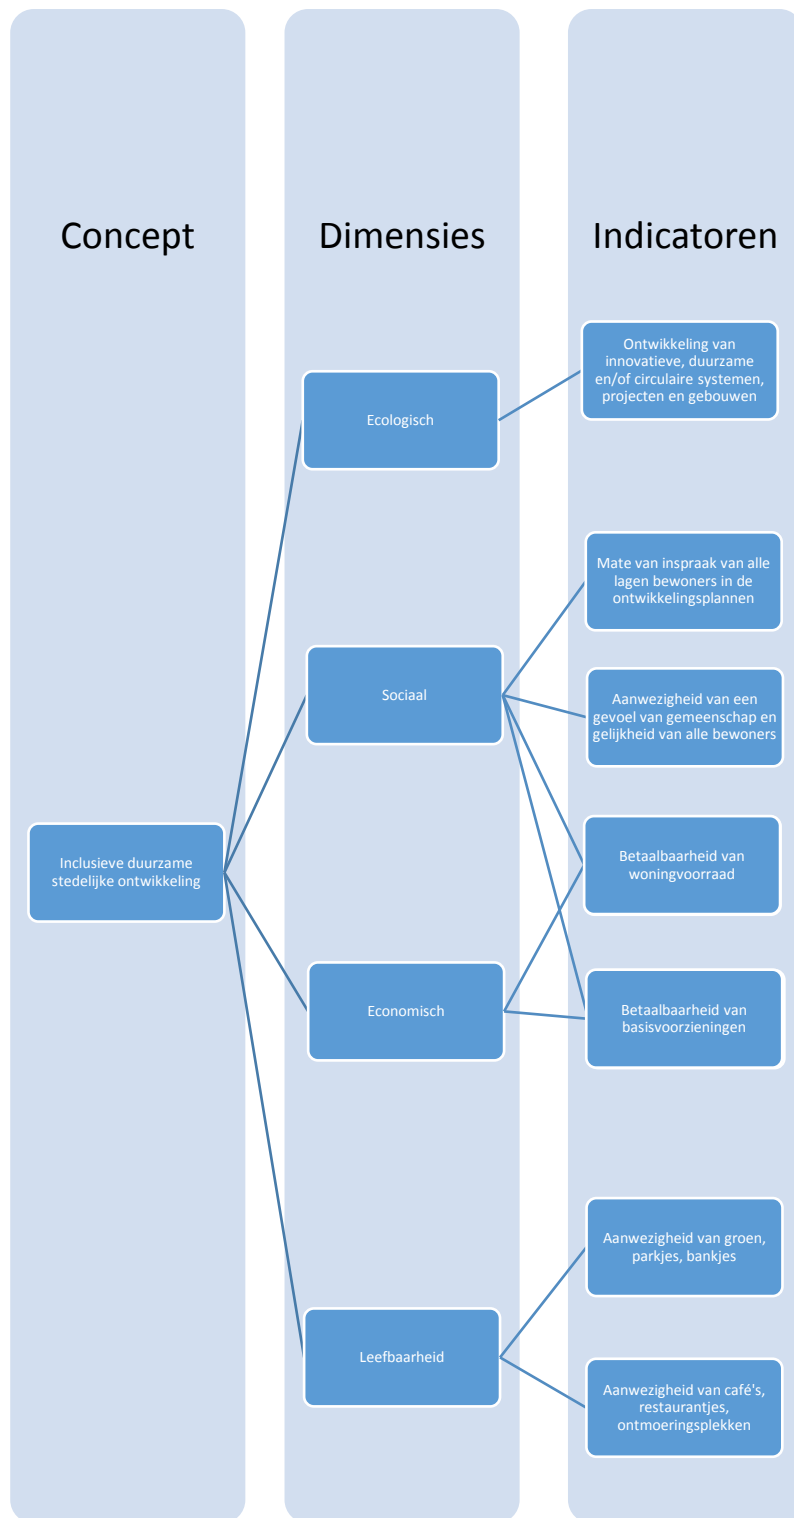 Concept
Dimensies
Indicatoren
Ontwikkeling van
innovatieve, duurzame
en/of circulaire systemen,
projecten en gebouwen
Ecologisch
Mate van inspraak van alle
lagen bewoners in de
ontwikkelingsplannen
Sociaal
Aanwezigheid van een
gevoel van gemeenschap en
gelijkheid van alle bewoners
Inclusieve duurzame
stedelijke ontwikkeling
Betaalbaarheid van
woningvoorraad
Economisch
Betaalbaarheid van
basisvoorzieningen
Aanwezigheid van groen,
parkjes, bankjes
Leefbaarheid
Aanwezigheid van café's,
restaurantjes,
ontmoeringsplekken